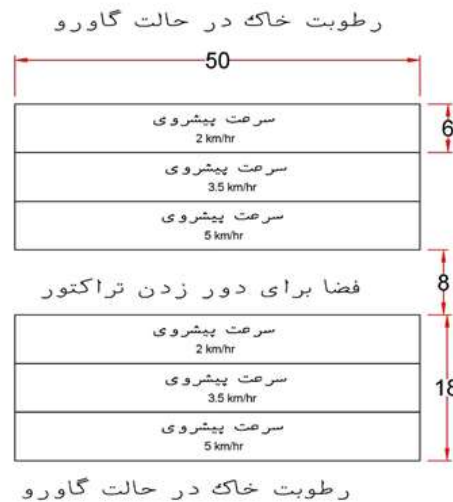 رطوبت خاك در حالت گاورو
50
سرعت پیشروی
2 km/hr
6
سرعت پیشروی
3.5 km/hr
سرعت پیشروی
5 km/hr
فضا برای دور زدن تراکتور
8
سرعت پیشروی
2 km/hr
سرعت پیشروی
3.5 km/hr
18
سرعت پیشروی
5 km/hr
رطوبت خاك در حالت گاورو